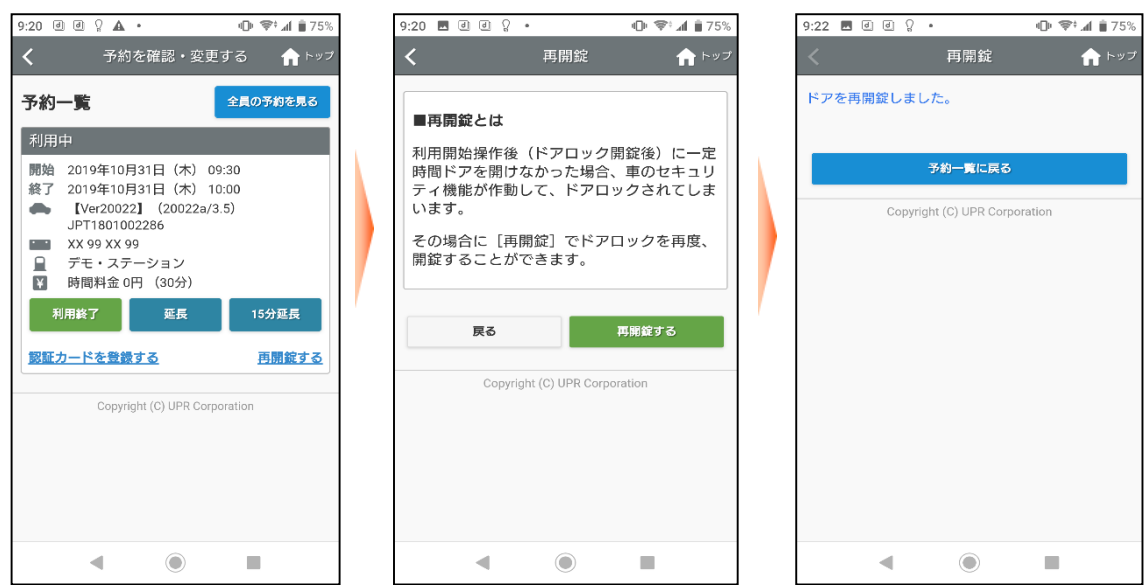 9:20
75%
予約を確認・変更する
トップ
予約一覧
全員の予約を見る
利用中
開始 2019年10月31日（木） 09:30
終了 2019年10月31日（木） 10:00
【Ver20022】（20022a/3.5）
JPT1801002286
XX 99 XX 99
デモ・ステーション
時間料金 0円 （30分）
利用終了
延長
15分延長
認証カードを登録する
再開錠する
Copyright (C) UPR Corporation
9:20
75%
再開錠
トップ
■再開錠とは
利用開始操作後（ドアロック開錠後）に一定
時間ドアを開けなかった場合、車のセキュリ
ティ機能が作動して、ドアロックされてしま
います。
その場合に［再開錠］でドアロックを再度、
開錠することができます。
戻る
再開錠する
Copyright (C) UPR Corporation
9:22
75%
再開錠
トップ
ドアを再開錠しました。
予約一覧に戻る
Copyright (C) UPR Corporation